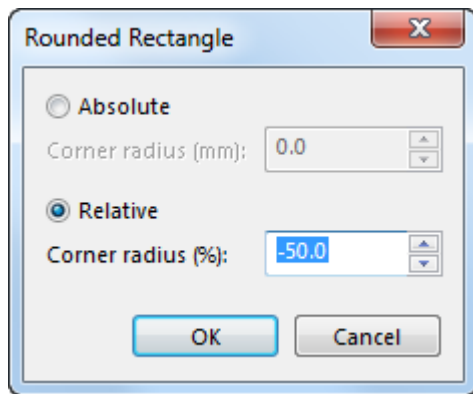 Rounded Rectangle
Absolute
Corner radius (mm): 0.0
Relative
Corner radius (%): -50.0
OK Cancel